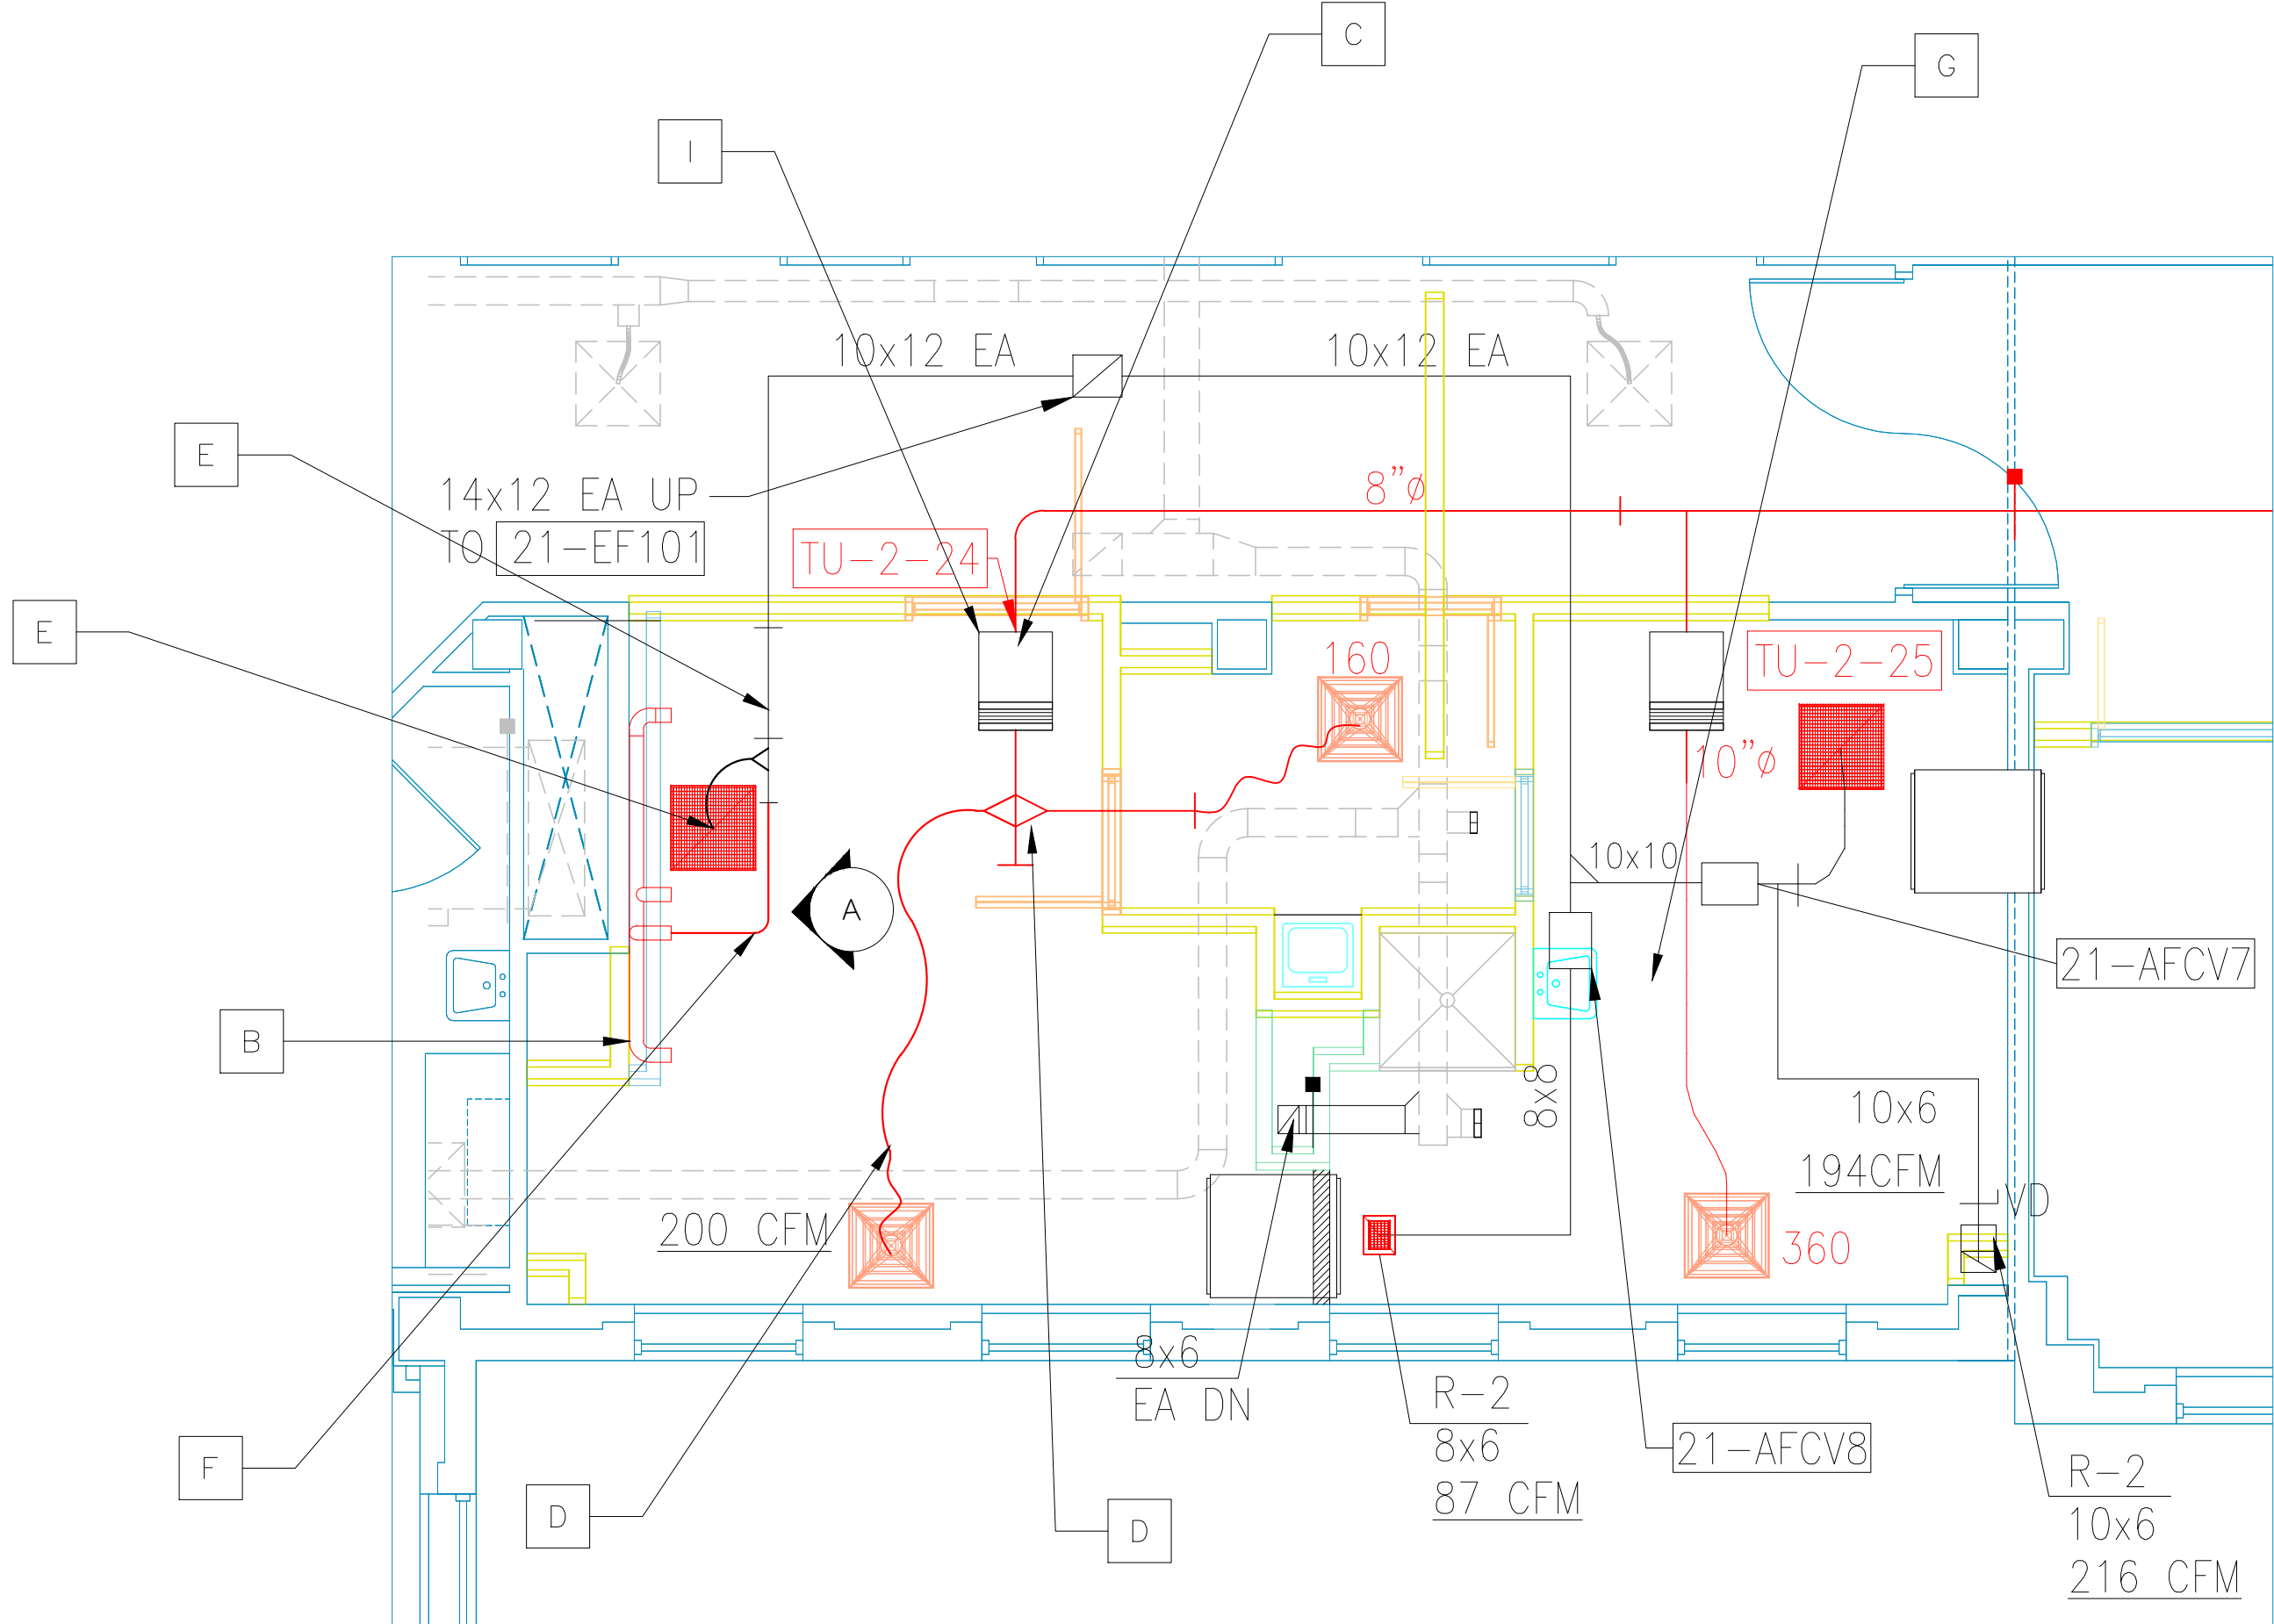 C
G
I
10x12 EA
10x12 EA
E
14x12 EA UP
TO 21-EF101
8"ø
TU-2-24
E
160
TU-2-25
10"ø
10x10
A
21-AFCV7
B
8x8
10x6
194CFM
VD
200 CFM
360
8x6
EA DN
R-2
8x6
87 CFM
21-AFCV8
F
D
D
R-2
10x6
216 CFM